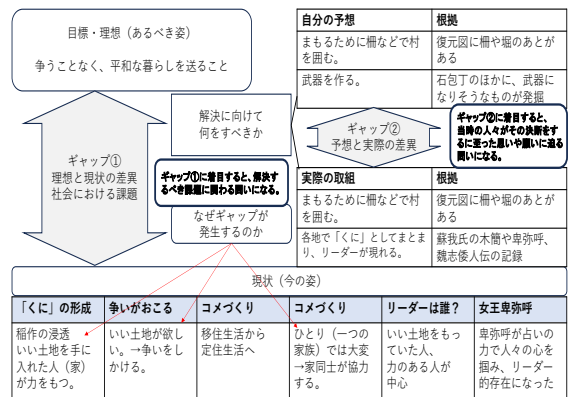 目標・理想（あるべき姿）
争うことなく、平和な暮らしを送ること
自分の予想
根拠
まもるために柵などで村
を囲む。
復元図に柵や堀のあとが
ある
武器を作る。
石包丁のほかに、武器に
なりそうなものが発掘
解決に向けて
何をすべきか
ギャップ②
予想と実際の差異
ギャップ②に着目すると、
当時の人々がその決断をす
るに至った思いや願いに迫る
問いになる。
ギャップ①
理想と現状の差異
社会における課題
ギャップ①に着目すると、解決す
るべき課題に関わる問いになる。
なぜギャップが
発生するのか
実際の取組
根拠
まもるために柵などで村
を囲む。
復元図に柵や堀のあとが
ある
各地で「くに」としてまとま
り、リーダーが現れる。
蘇我氏の木簡や卑弥呼、
魏志倭人伝の記録
現状（今の姿）
「くに」の形成
争いがおこる
コメづくり
コメづくり
リーダーは誰？
女王卑弥呼
稲作の浸透
いい土地を手に
入れた人（家）
が力をもつ。
いい土地が欲し
い。→争いをし
かける。
移住生活から
定住生活へ
ひとり（一つの
家族）では大変
→家同士が協力
する。
いい土地をもっ
ていた人、
力のある人が
中心
卑弥呼が占いの
力で人々の心を
掴み、リーダー
的存在になった